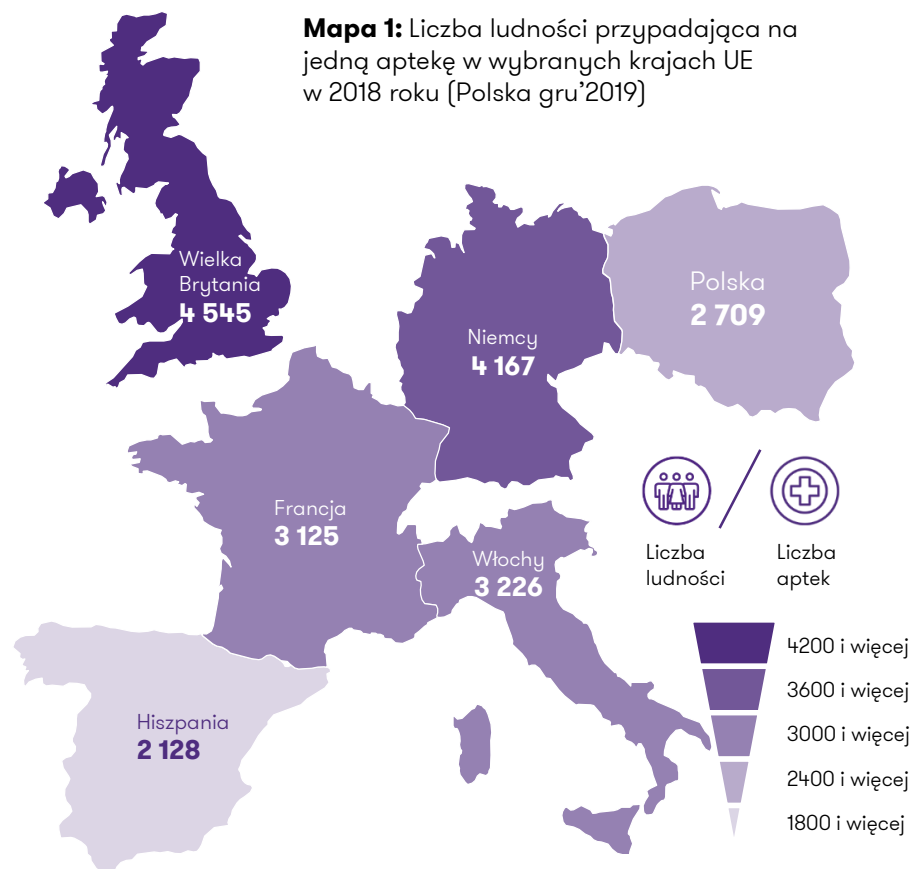 Mapa 1: Liczba ludności przypadająca na
jedną aptekę w wybranych krajach UE
w 2018 roku (Polska gru’2019)
Wielka
Brytania
4 545
Polska
2 709
Niemcy
4 167
Francja
3 125
Włochy
3 226
Hiszpania
2 128
Liczba
ludności
Liczba
aptek
4200 i więcej
3600 i więcej
3000 i więcej
2400 i więcej
1800 i więcej